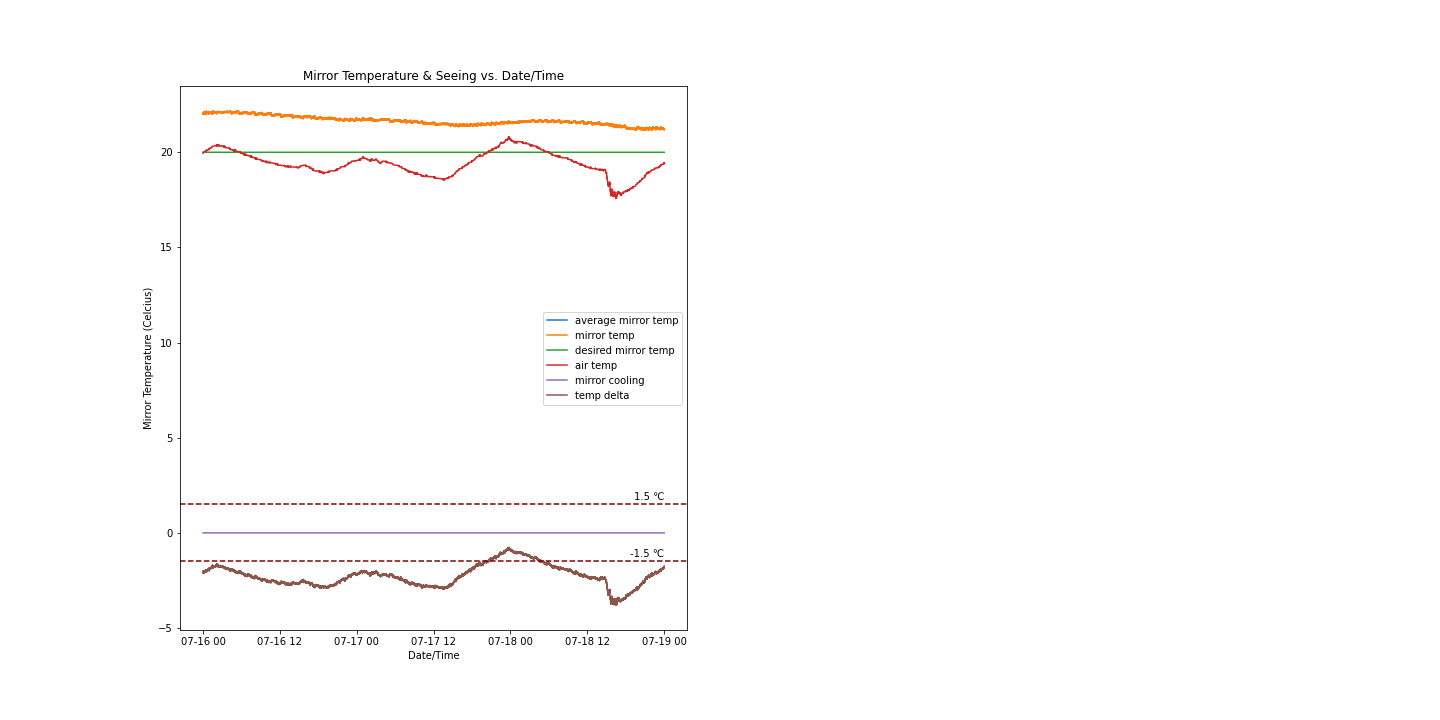 Mirror Temperature & Seeing vs. Date/Time
Mirror Temperature (Celcius)
20
15
10
5
0
−5
average mirror temp
mirror temp
desired mirror temp
air temp
mirror cooling
temp delta
1.5 ℃
-1.5 ℃
07-16 00 07-16 12 07-17 00 07-17 12 07-18 00 07-18 12 07-19 00
Date/Time